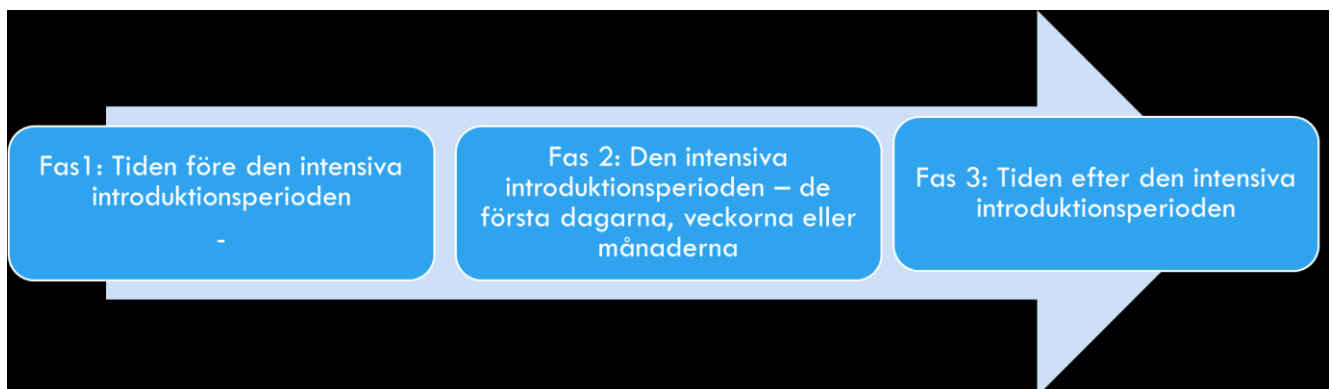 Fas1: Tiden före den intensiva
introduktionsperioden
-
Fas 2: Den intensiva
introduktionsperioden – de
första dagarna, veckorna eller
månaderna
Fas 3: Tiden efter den intensiva
introduktionsperioden